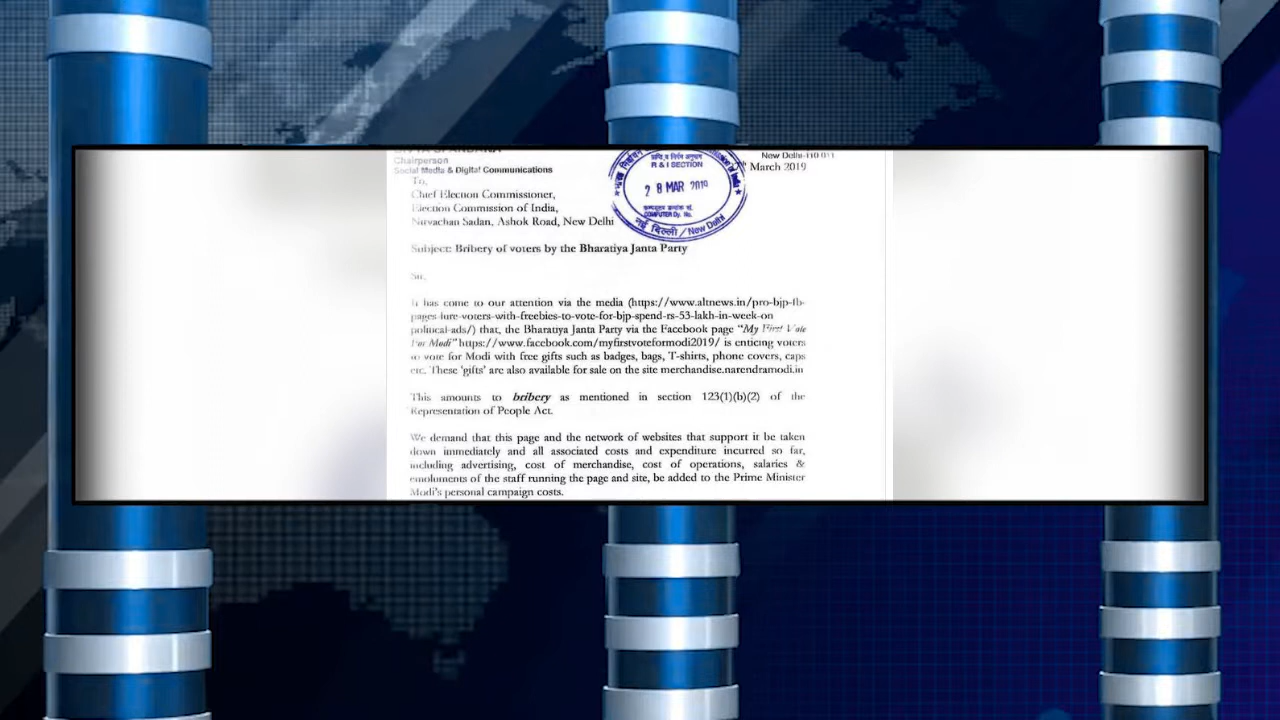 Chairperson
Social Media & Digital Communications
New Delhi-110 011
March 2019
R & I SECTION
28 MAR 2019
COMPUTER Dy. No.
नई दिल्ली / New Delhi
To,
Chief Election Commissioner,
Election Commission of India,
Nirvachan Sadan, Ashok Road, New Delhi
Subject: Bribery of voters by the Bharatiya Janta Party
Sir,
It has come to our attention via the media (https://www.altnews.in/pro-bjp-fb-
pages-lure-voters-with-freebies-to-vote-for-bjp-spend-rs-53-lakh-in-week-on
political-ads/) that, the Bharatiya Janta Party via the Facebook page "My First Vote
For Modi" https://www.facebook.com/myfirstvoteformodi2019/ is enticing voters
to vote for Modi with free gifts such as badges, bags, T-shirts, phone covers, caps
etc. These 'gifts' are also available for sale on the site merchandise.narendramodi.in
This amounts to bribery as mentioned in section 123(1)(b)(2) of the
Representation of People Act.
We demand that this page and the network of websites that support it be taken
down immediately and all associated costs and expenditure incurred so far,
including advertising, cost of merchandise, cost of operations, salaries &
emoluments of the staff running the page and site, be added to the Prime Minister
Modi's personal campaign costs.